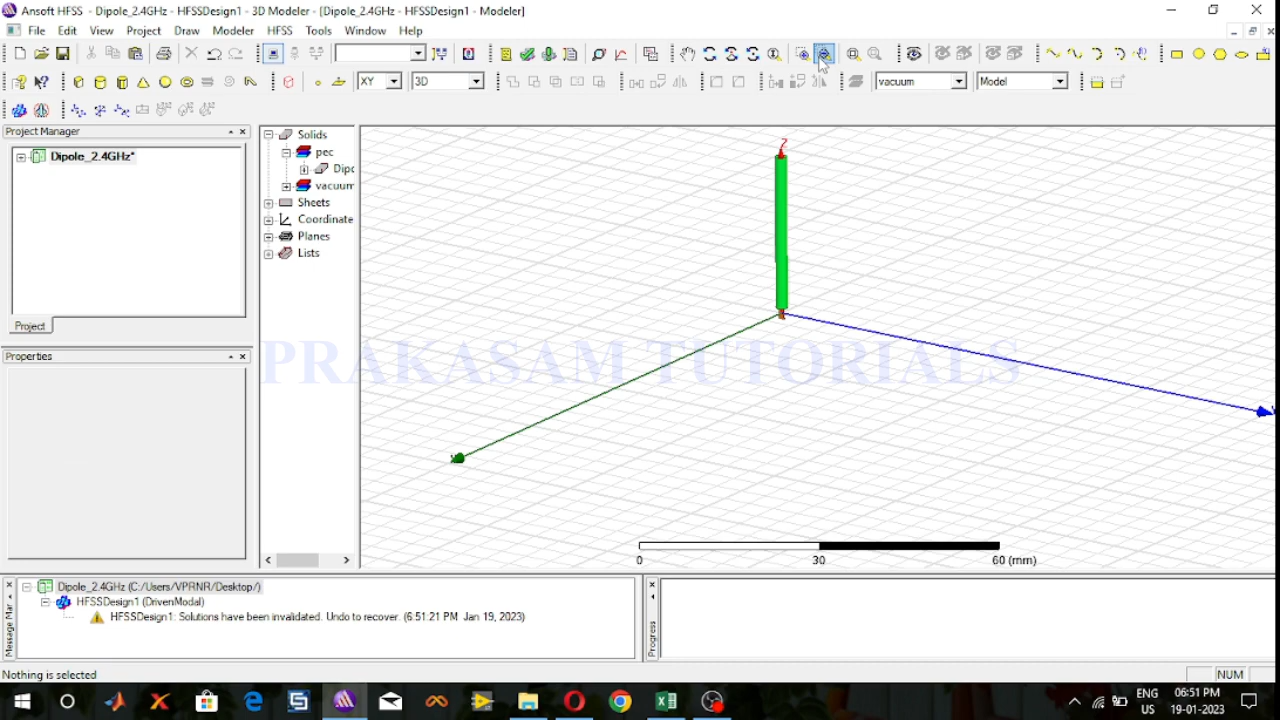 Ansoft HFSS - Dipole_2.4GHz - HFSSDesign1 - 3D Modeler - [Dipole_2.4GHz - HFSSDesign1 - Modeler]
File Edit View Project Draw Modeler HFSS Tools Window Help
XY 3D vacuum Model
Project Manager
Dipole_2.4GHz*
Project
Properties
Solids
pec
Dipc
vacuum
Sheets
Coordinate
Planes
Lists
PRAKASAM TUTORIALS
0 30 60 (mm)
Dipole_2.4GHz (C:/Users/VPRNR/Desktop/)
HFSSDesign1 (DrivenModal)
HFSSDesign1: Solutions have been invalidated. Undo to recover. (6:51:21 PM Jan 19, 2023)
Message Mar
Progress
Nothing is selected
NUM
ENG
US
06:51 PM
19-01-2023